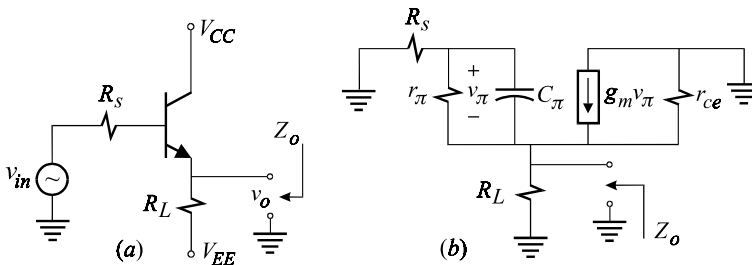 V_CC
R_s
v_in
~
Z_o
v_o
R_L
V_EE
(a)
R_s
r_π
+
v_π
−
C_π
g_m v_π
r_ce
R_L
Z_o
(b)